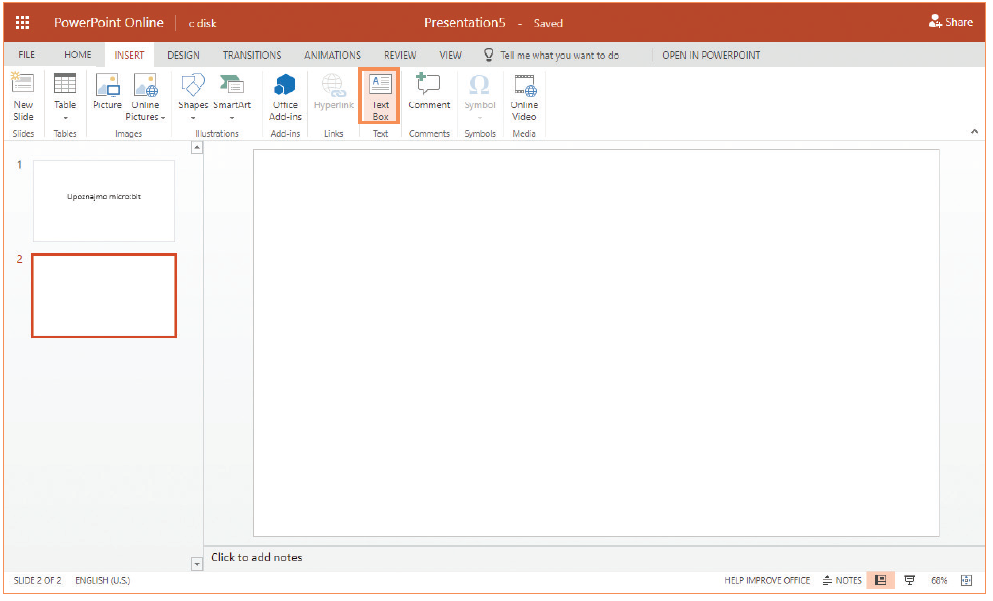 PowerPoint Online c disk Presentation5 - Saved Share
FILE HOME INSERT DESIGN TRANSITIONS ANIMATIONS REVIEW VIEW Tell me what you want to do OPEN IN POWERPOINT
New Slide
Table
Picture
Online Pictures
Shapes
SmartArt
Office Add-ins
Hyperlink
Text Box
Comment
Symbol
Online Video
Slides Tables Images Illustrations Add-ins Links Text Comments Symbols Media
1
Upoznajmo micro:bit
2
Click to add notes
SLIDE 2 OF 2 ENGLISH (U.S.) HELP IMPROVE OFFICE NOTES 68%